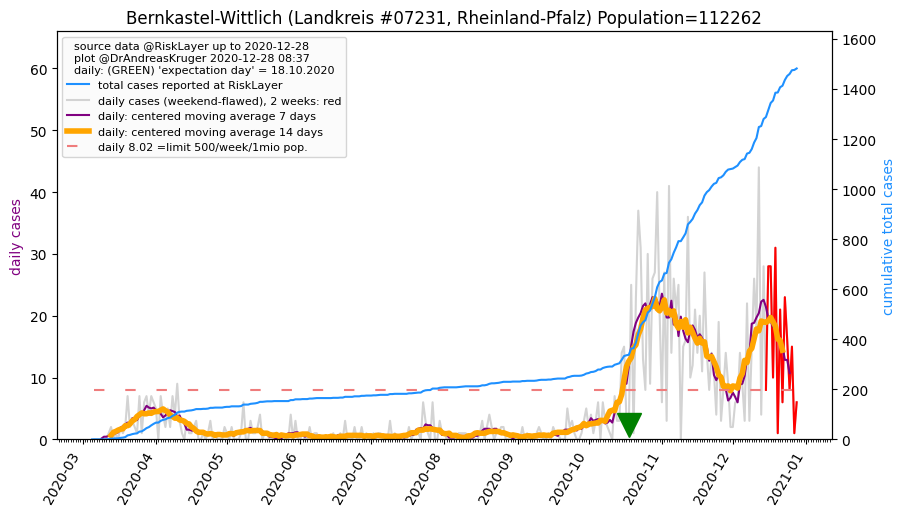 Bernkastel-Wittlich (Landkreis #07231, Rheinland-Pfalz) Population=112262
source data @RiskLayer up to 2020-12-28
plot @DrAndreasKruger 2020-12-28 08:37
daily: (GREEN) 'expectation day' = 18.10.2020
total cases reported at RiskLayer
daily cases (weekend-flawed), 2 weeks: red
daily: centered moving average 7 days
daily: centered moving average 14 days
daily 8.02 =limit 500/week/1mio pop.
daily cases
60
50
40
30
20
10
0
cumulative total cases
1600
1400
1200
1000
800
600
400
200
0
2020-03
2020-04
2020-05
2020-06
2020-07
2020-08
2020-09
2020-10
2020-11
2020-12
2021-01